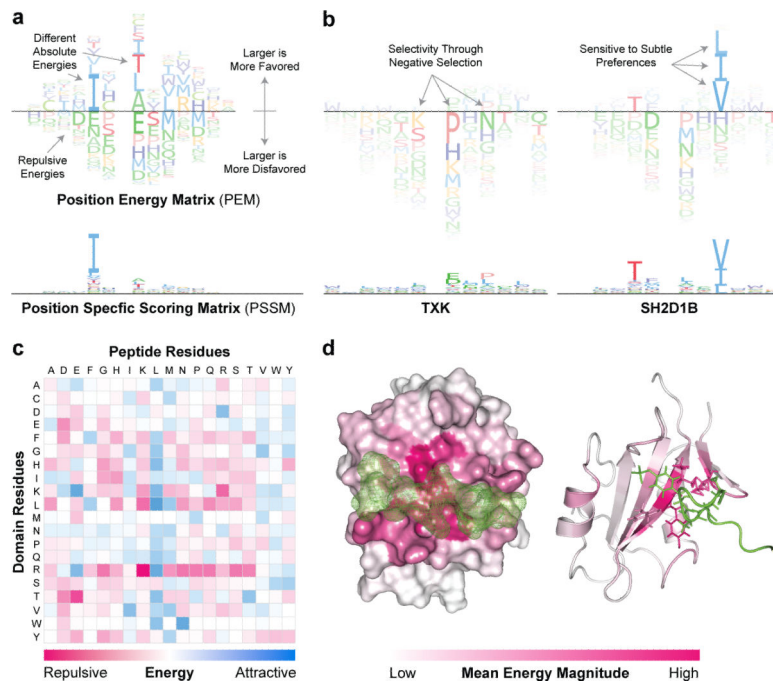 a
Different
Absolute
Energies
Larger is
More Favored
Repulsive
Energies
Larger is
More Disfavored
Position Energy Matrix (PEM)
Position Specfic Scoring Matrix (PSSM)
b
Selectivity Through
Negative Selection
Sensitive to Subtle
Preferences
TXK
SH2D1B
c
Peptide Residues
A D E F G H I K L M N P Q R S T V W Y
Domain Residues
A
C
D
E
F
G
H
I
K
L
M
N
P
Q
R
S
T
V
W
Y
Repulsive Energy Attractive
d
Low Mean Energy Magnitude High